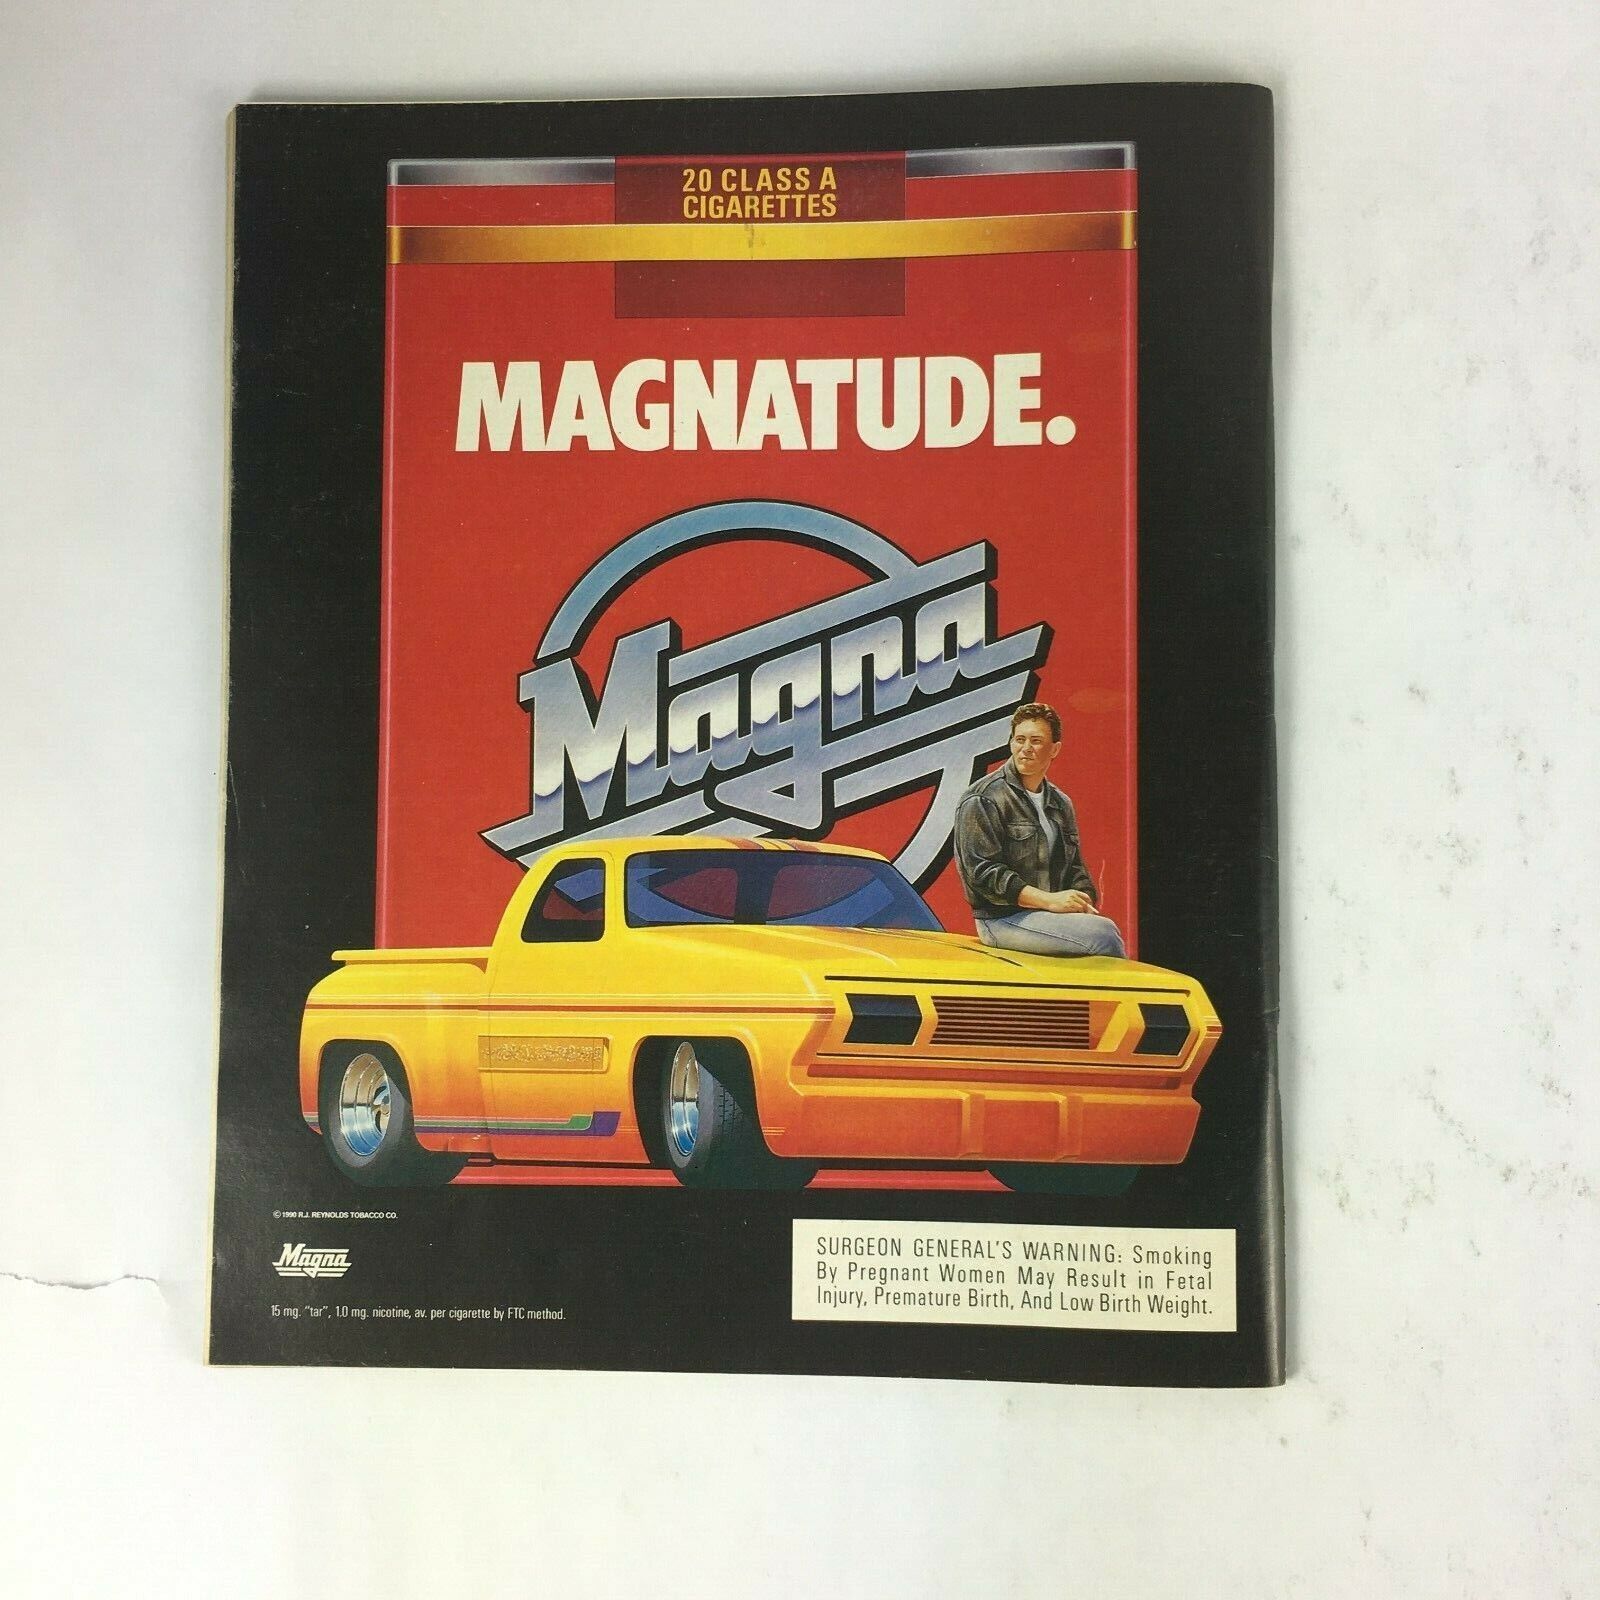 20 CLASS A
CIGARETTES
MAGNATUDE.
Magna
© 1990 R.J. REYNOLDS TOBACCO CO.
Magna
15 mg. "tar", 1.0 mg. nicotine, av. per cigarette by FTC method.
SURGEON GENERAL'S WARNING: Smoking
By Pregnant Women May Result in Fetal
Injury, Premature Birth, And Low Birth Weight.